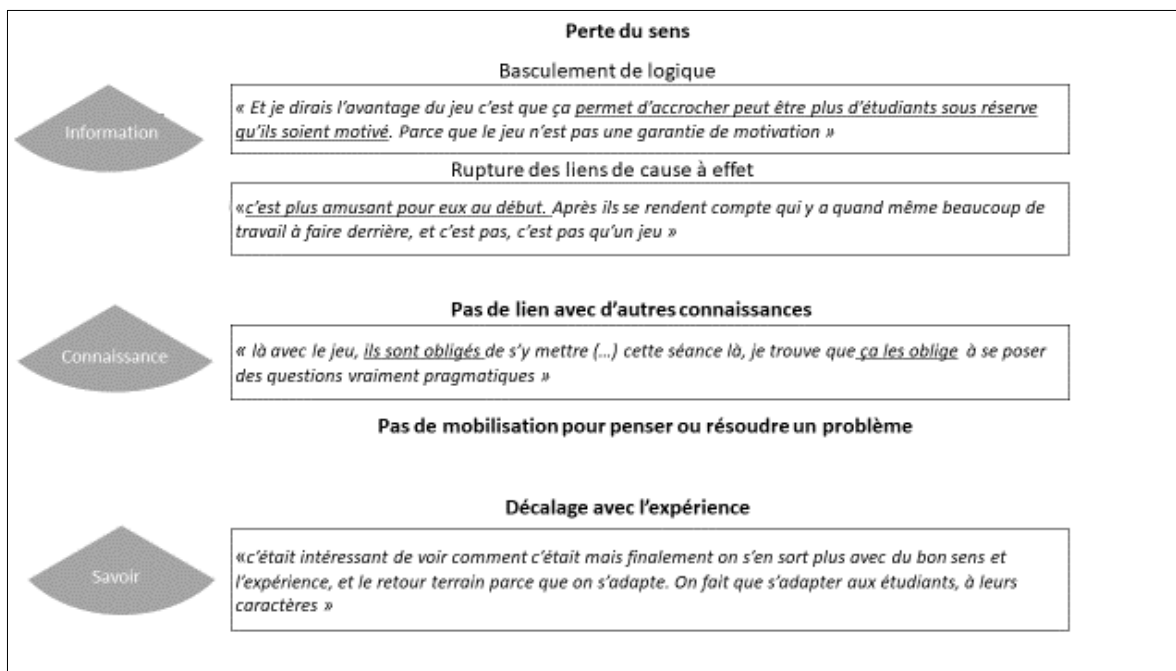 Perte du sens
Basculement de logique
Information
« Et je dirais l’avantage du jeu c’est que ça permet d’accrocher peut être plus d’étudiants sous réserve
qu’ils soient motivé. Parce que le jeu n’est pas une garantie de motivation »
Rupture des liens de cause à effet
«c’est plus amusant pour eux au début. Après ils se rendent compte qui y a quand même beaucoup de
travail à faire derrière, et c’est pas, c’est pas qu’un jeu »
Pas de lien avec d’autres connaissances
Connaissance
« là avec le jeu, ils sont obligés de s’y mettre (…) cette séance là, je trouve que ça les oblige à se poser
des questions vraiment pragmatiques »
Pas de mobilisation pour penser ou résoudre un problème
Décalage avec l’expérience
Savoir
«c’était intéressant de voir comment c’était mais finalement on s’en sort plus avec du bon sens et
l’expérience, et le retour terrain parce que on s’adapte. On fait que s’adapter aux étudiants, à leurs
caractères »